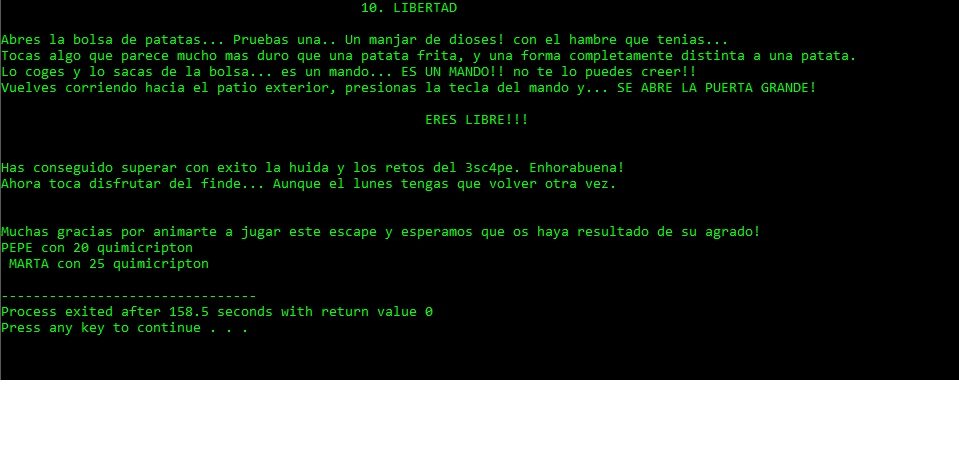 10. LIBERTAD
Abres la bolsa de patatas... Pruebas una.. Un manjar de dioses! con el hambre que tenias...
Tocas algo que parece mucho mas duro que una patata frita, y una forma completamente distinta a una patata.
Lo coges y lo sacas de la bolsa... es un mando... ES UN MANDO!! no te lo puedes creer!!
Vuelves corriendo hacia el patio exterior, presionas la tecla del mando y... SE ABRE LA PUERTA GRANDE!
ERES LIBRE!!!
Has conseguido superar con exito la huida y los retos del 3sc4pe. Enhorabuena!
Ahora toca disfrutar del finde... Aunque el lunes tengas que volver otra vez.
Muchas gracias por animarte a jugar este escape y esperamos que os haya resultado de su agrado!
PEPE con 20 quimicripton
MARTA con 25 quimicripton
--------------------------------
Process exited after 158.5 seconds with return value 0
Press any key to continue . . .